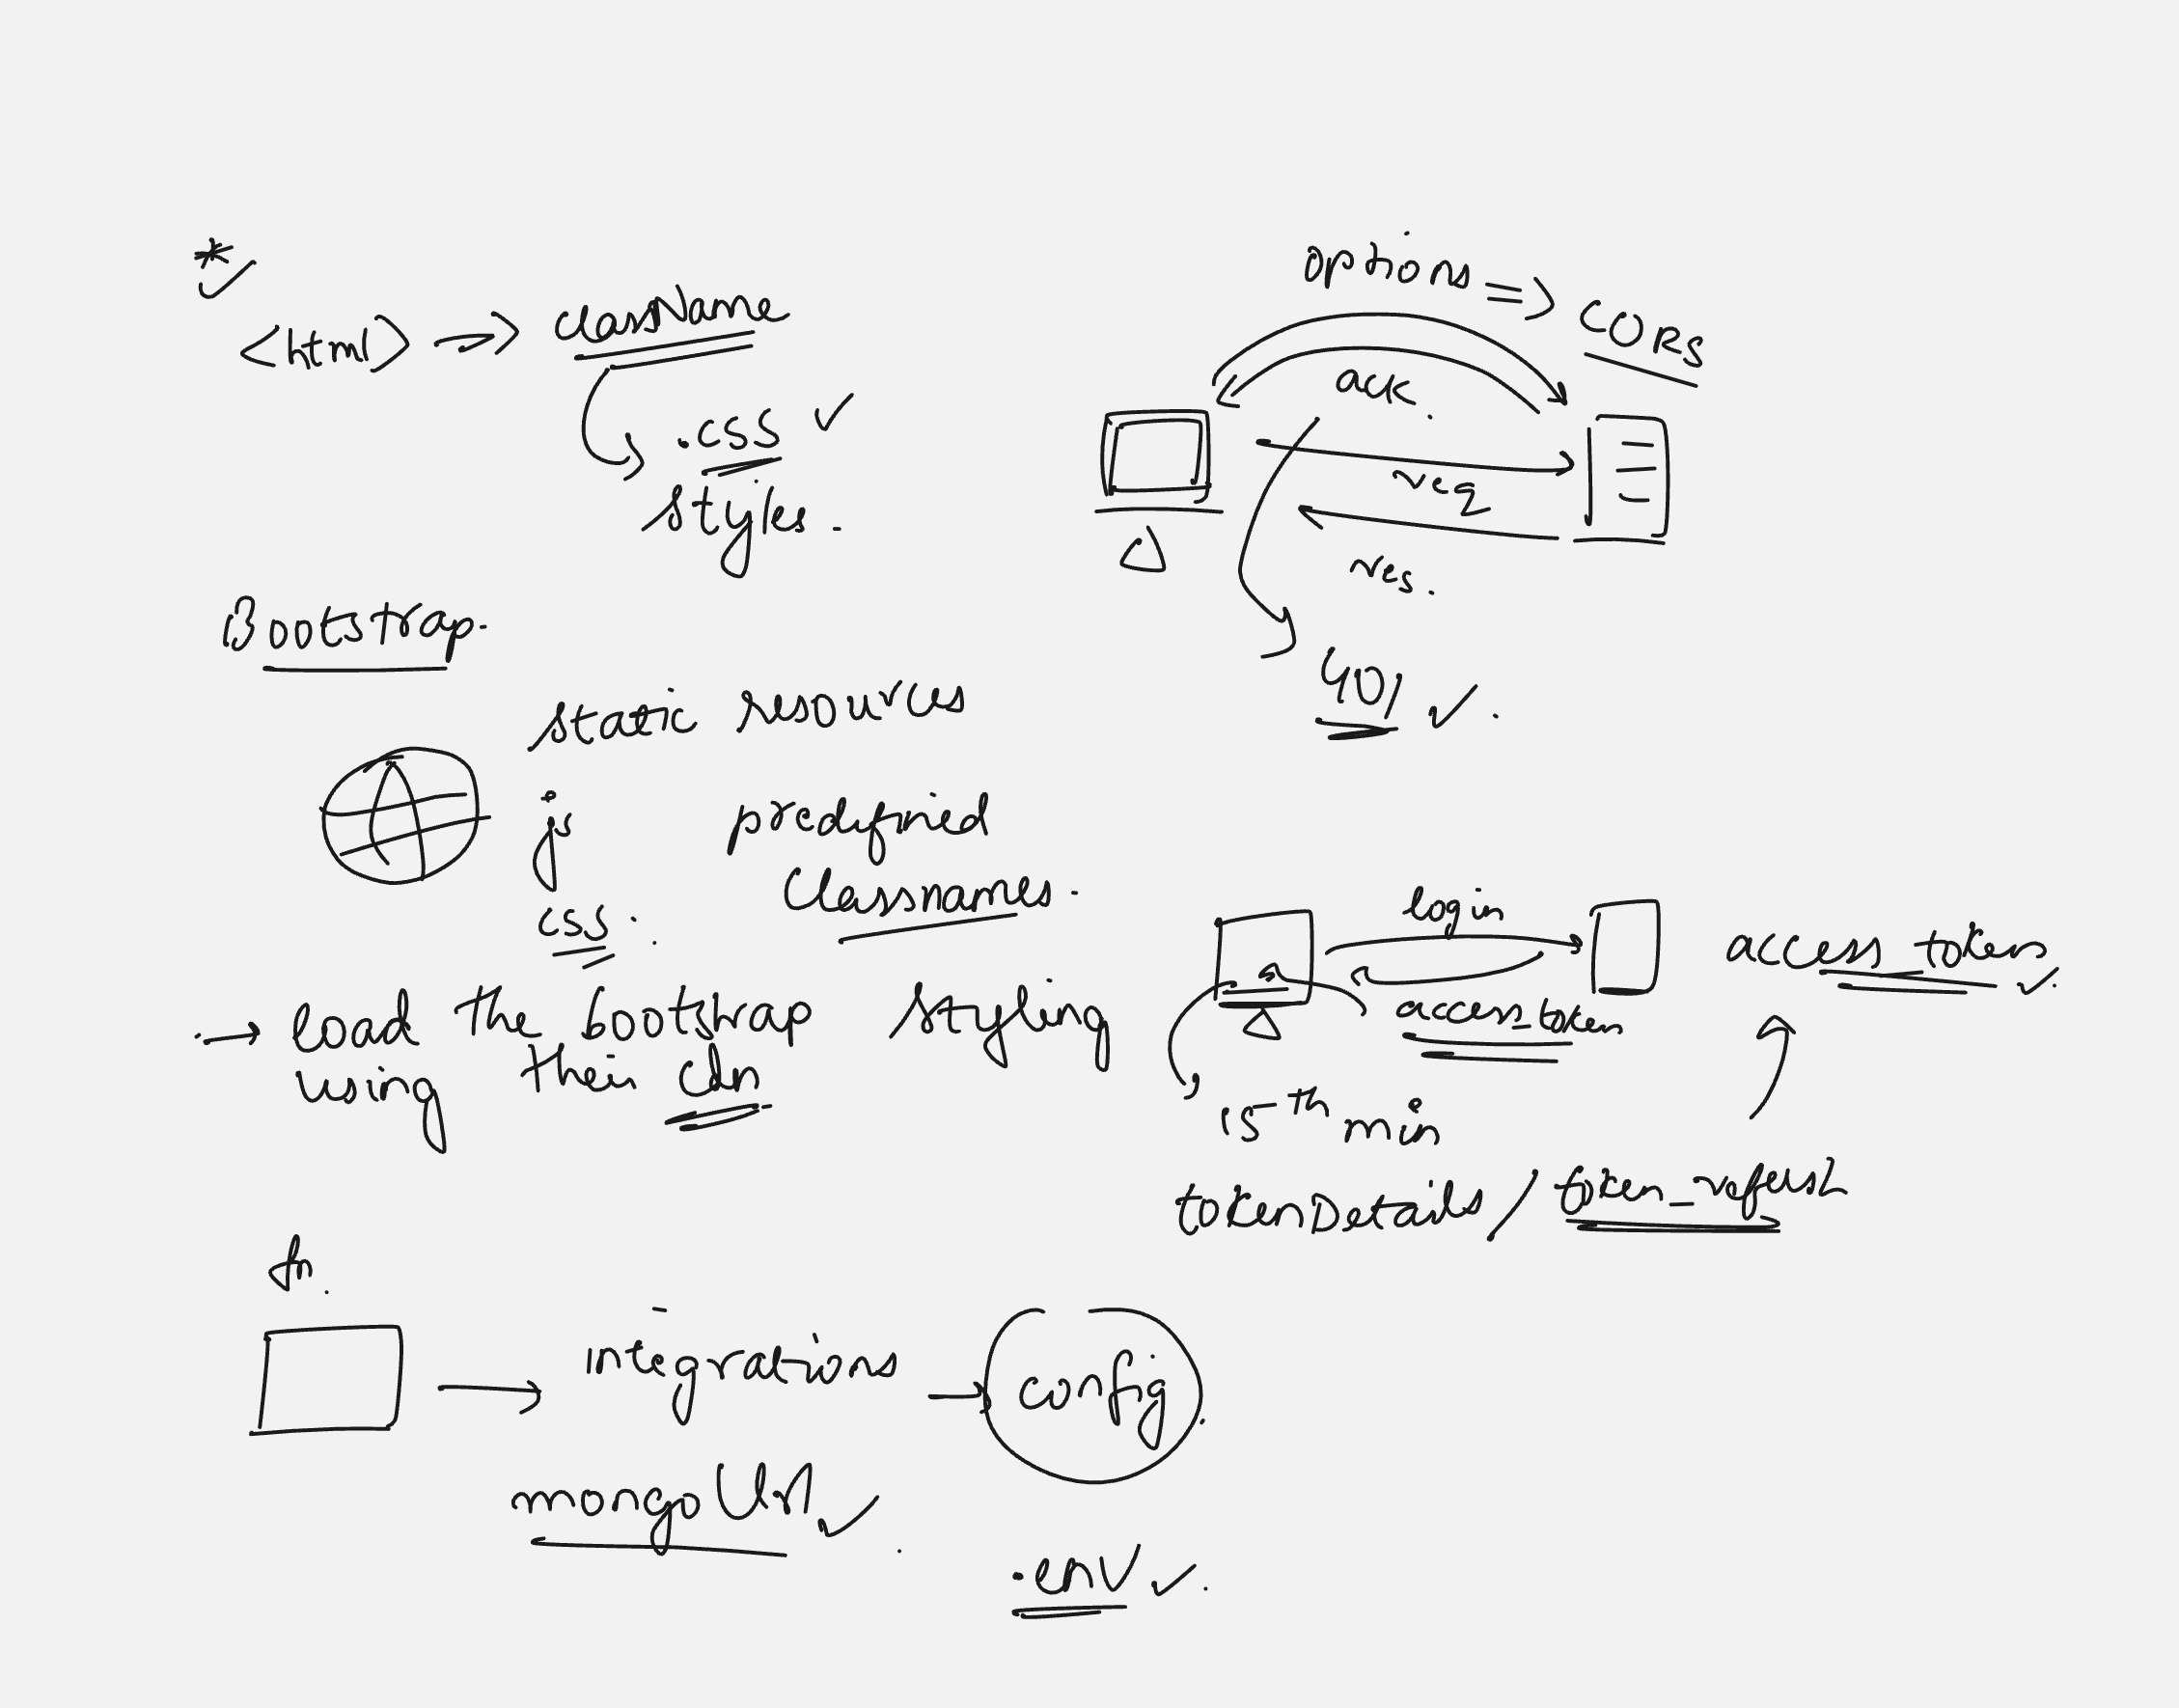 *
<html> → className
.css
styles.
options => CORS
ack.
req
res.
401
Bootstrap.
static resources
js
css.
predefined
Classnames.
→ load the bootstrap styling
using their cdn
login
access_token
access_token
15th min
tokenDetails / token_refresh
integrations → config.
mongoUrl
.env